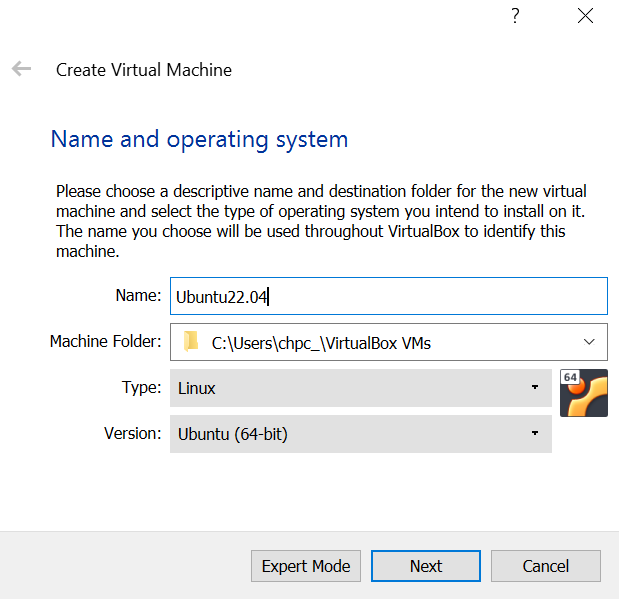 ?
Create Virtual Machine
Name and operating system
Please choose a descriptive name and destination folder for the new virtual
machine and select the type of operating system you intend to install on it.
The name you choose will be used throughout VirtualBox to identify this
machine.
Name: Ubuntu22.04
Machine Folder: C:\Users\chpc_\VirtualBox VMs
Type: Linux
64
Version: Ubuntu (64-bit)
Expert Mode Next Cancel